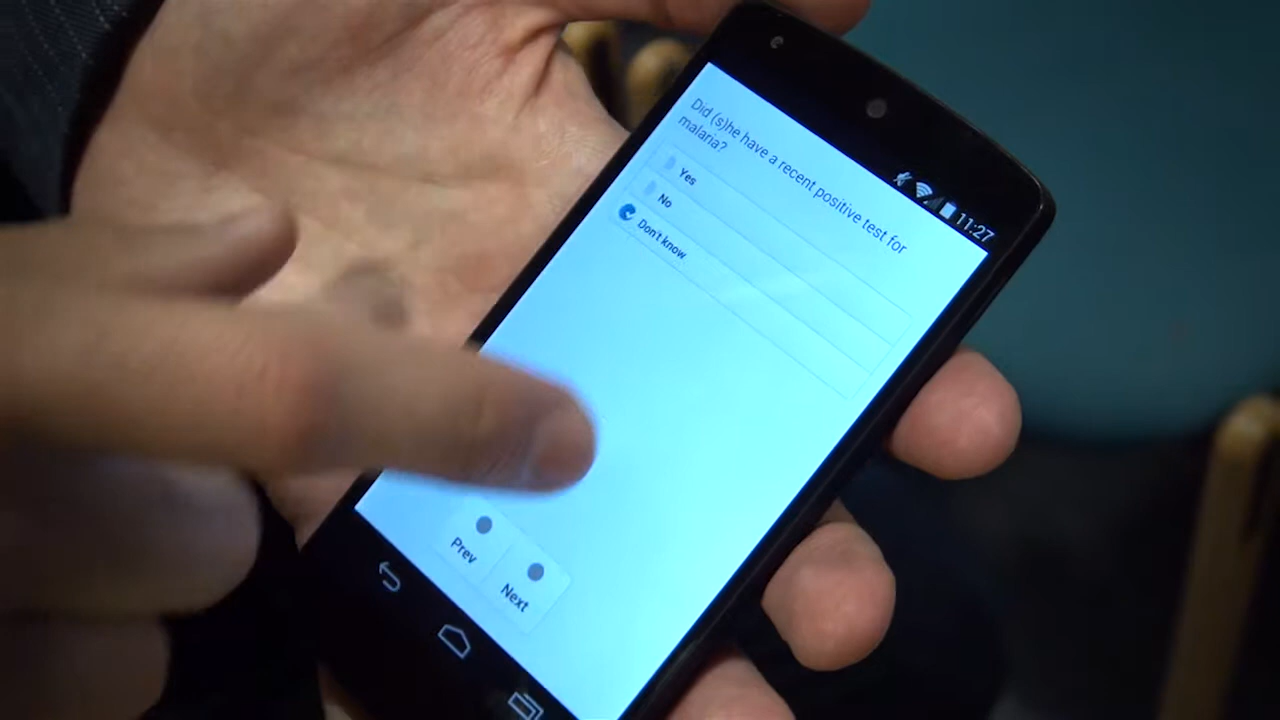 11:27
Did (s)he have a recent positive test for
malaria?
Yes
No
Don't know
Prev
Next